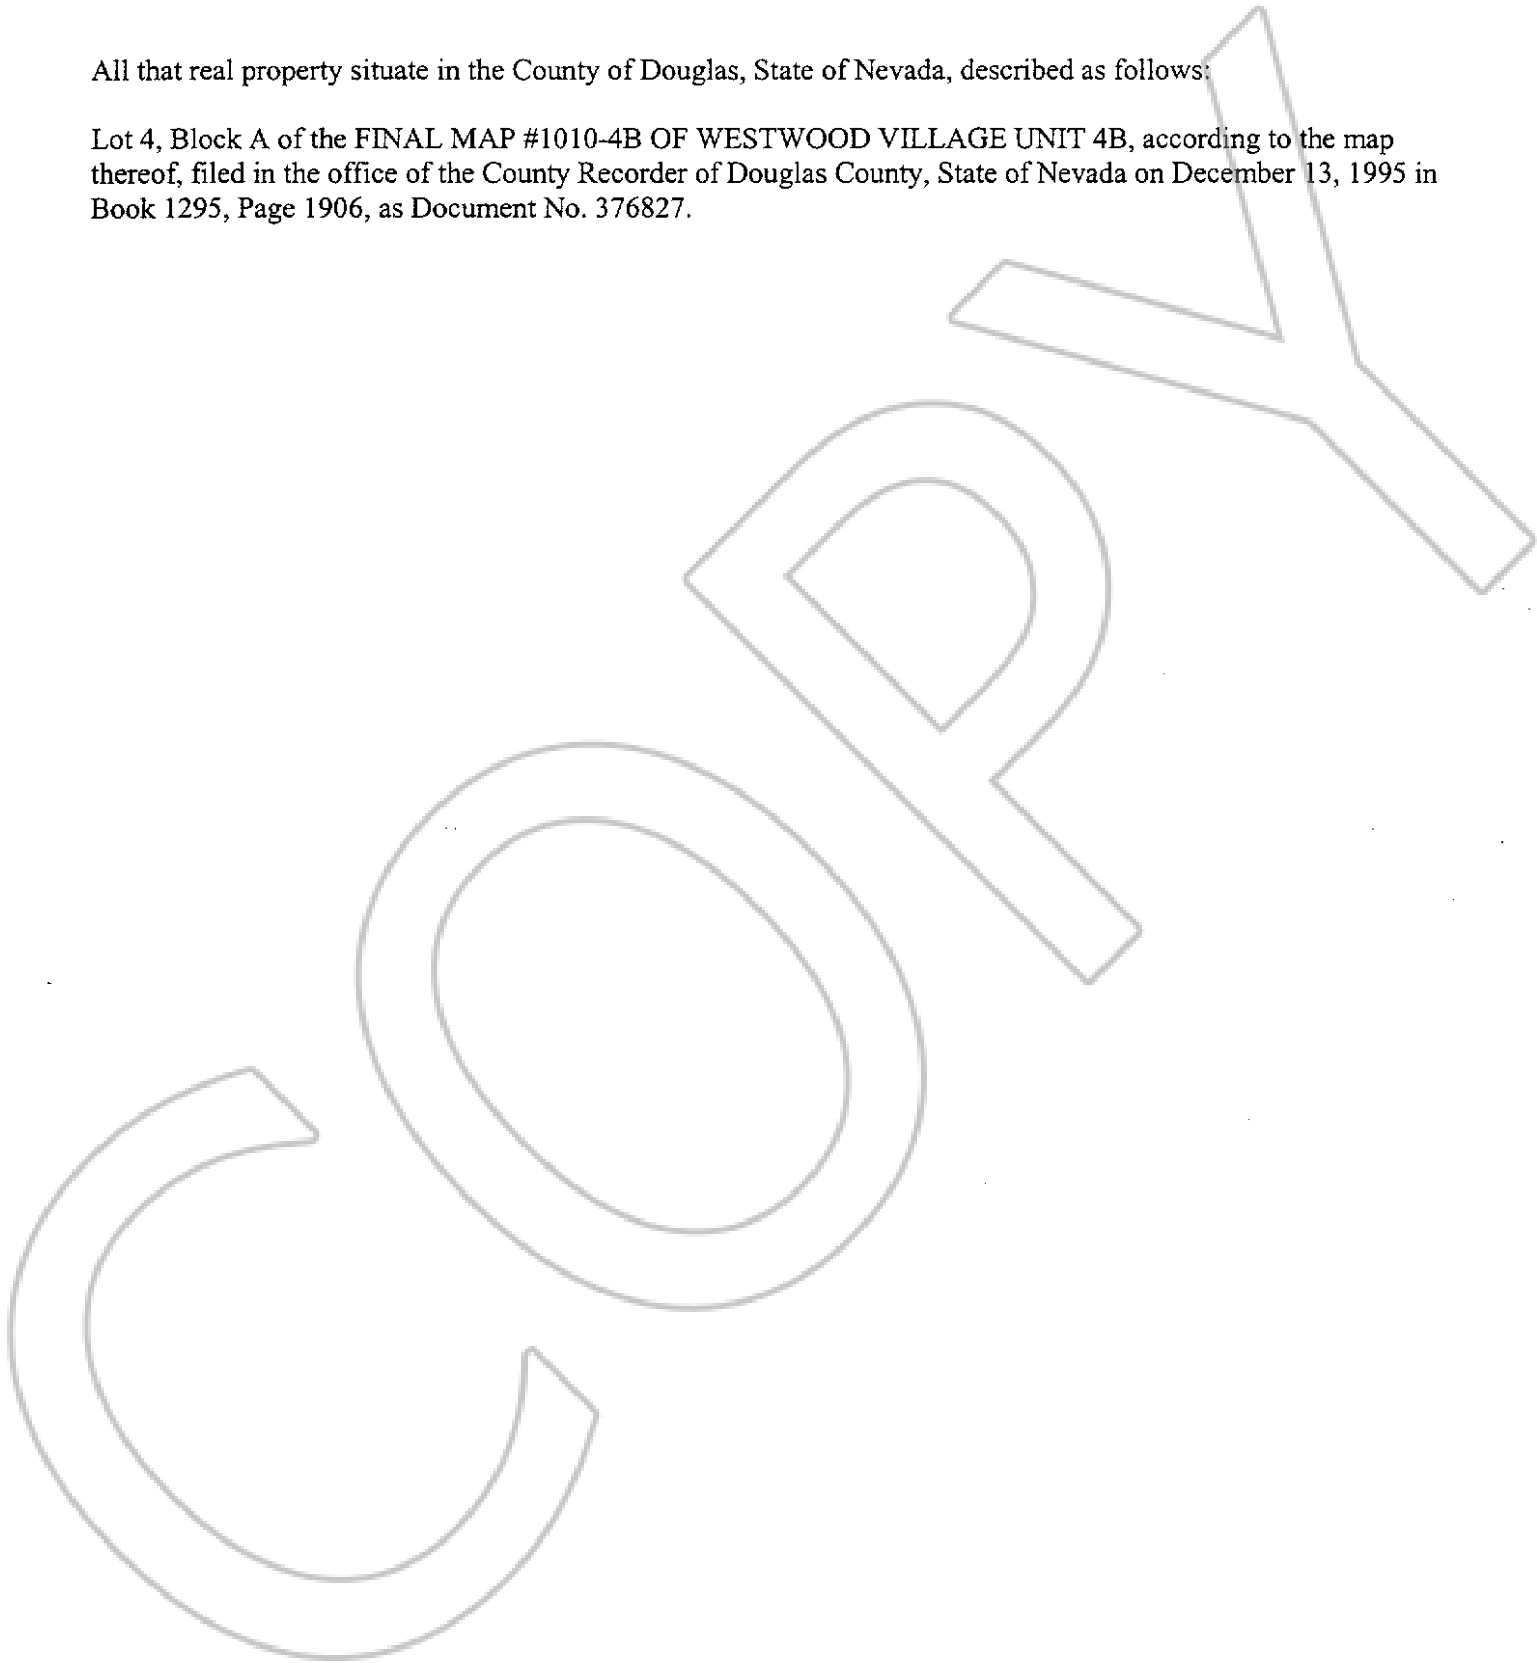 All that real property situate in the County of Douglas, State of Nevada, described as follows:
Lot 4, Block A of the FINAL MAP #1010-4B OF WESTWOOD VILLAGE UNIT 4B, according to the map
thereof, filed in the office of the County Recorder of Douglas County, State of Nevada on December 13, 1995 in
Book 1295, Page 1906, as Document No. 376827.
COPY